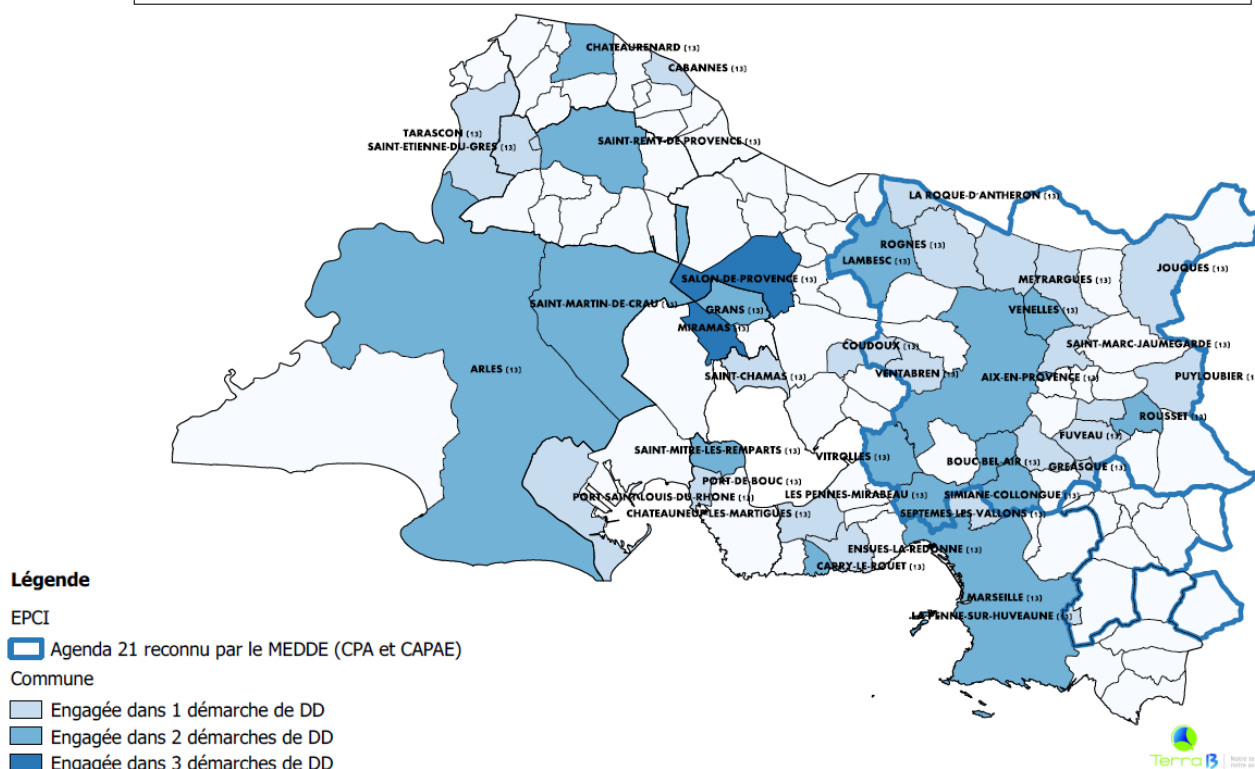 CHATEAURENARD (13)
CABANNES (13)
TARASCON (13)
SAINT-ETIENNE-DU-GRES (13)
SAINT-REMY-DE-PROVENCE (13)
LA ROQUE-D'ANTHERON (13)
ROGNES (13)
LAMBESC (13)
JOUQUES (13)
MEYRARGUES (13)
SALON-DE-PROVENCE (13)
SAINT-MARTIN-DE-CRAU (13)
GRANS (13)
VENELLES (13)
MIRAMAS (13)
COUDOUX (13)
SAINT-MARC-JAUMEGARDE (13)
ARLES (13)
SAINT-CHAMAS (13)
VENTABREN (13)
AIX-EN-PROVENCE (13)
PUYLOUBIER (1
ROUSSET (13)
FUVEAU (13)
SAINT-MITRE-LES-REMPARTS (13)
VITROLLES (13)
BOUC-BEL-AIR (13)
GREASQUE (13)
PORT-DE-BOUC (13)
PORT-SAINT-LOUIS-DU-RHONE (13)
LES PENNES-MIRABEAU (13)
SIMIANE-COLLONGUE (13)
CHATEAUNEUF-LES-MARTIGUES (13)
SEPTEMES-LES-VALLONS (13)
ENSUES-LA-REDONNE (13)
CARRY-LE-ROUET (13)
MARSEILLE (13)
LA PENNE-SUR-HUVEAUNE (13)
Légende
EPCI
Agenda 21 reconnu par le MEDDE (CPA et CAPAE)
Commune
Engagée dans 1 démarche de DD
Engagée dans 2 démarches de DD
Engagée dans 3 démarches de DD
Terra 13